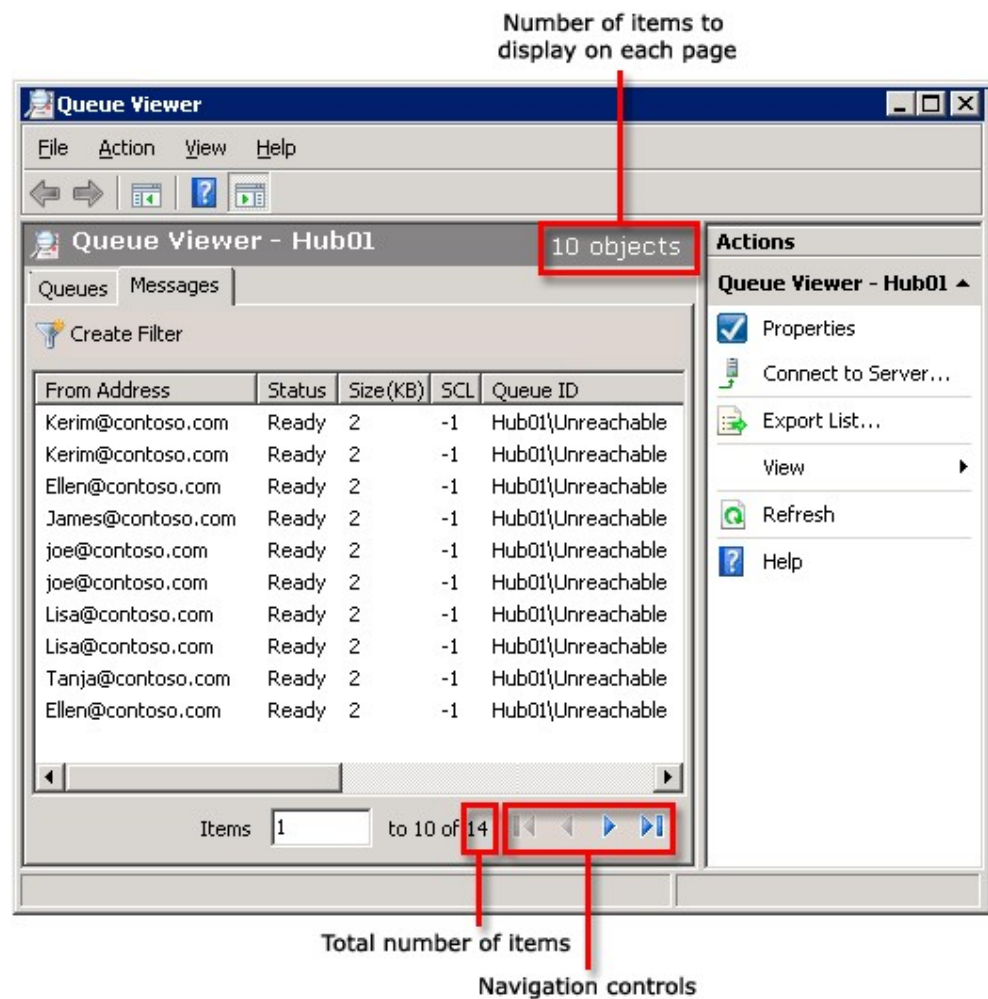 Number of items to
display on each page
Queue Viewer
File Action View Help
Queue Viewer - Hub01 10 objects
Queues Messages
Create Filter
From Address Status Size(KB) SCL Queue ID
Kerim@contoso.com Ready 2 -1 Hub01\Unreachable
Kerim@contoso.com Ready 2 -1 Hub01\Unreachable
Ellen@contoso.com Ready 2 -1 Hub01\Unreachable
James@contoso.com Ready 2 -1 Hub01\Unreachable
joe@contoso.com Ready 2 -1 Hub01\Unreachable
joe@contoso.com Ready 2 -1 Hub01\Unreachable
Lisa@contoso.com Ready 2 -1 Hub01\Unreachable
Lisa@contoso.com Ready 2 -1 Hub01\Unreachable
Tanja@contoso.com Ready 2 -1 Hub01\Unreachable
Ellen@contoso.com Ready 2 -1 Hub01\Unreachable
Items 1 to 10 of 14
Actions
Queue Viewer - Hub01
Properties
Connect to Server...
Export List...
View
Refresh
Help
Total number of items
Navigation controls